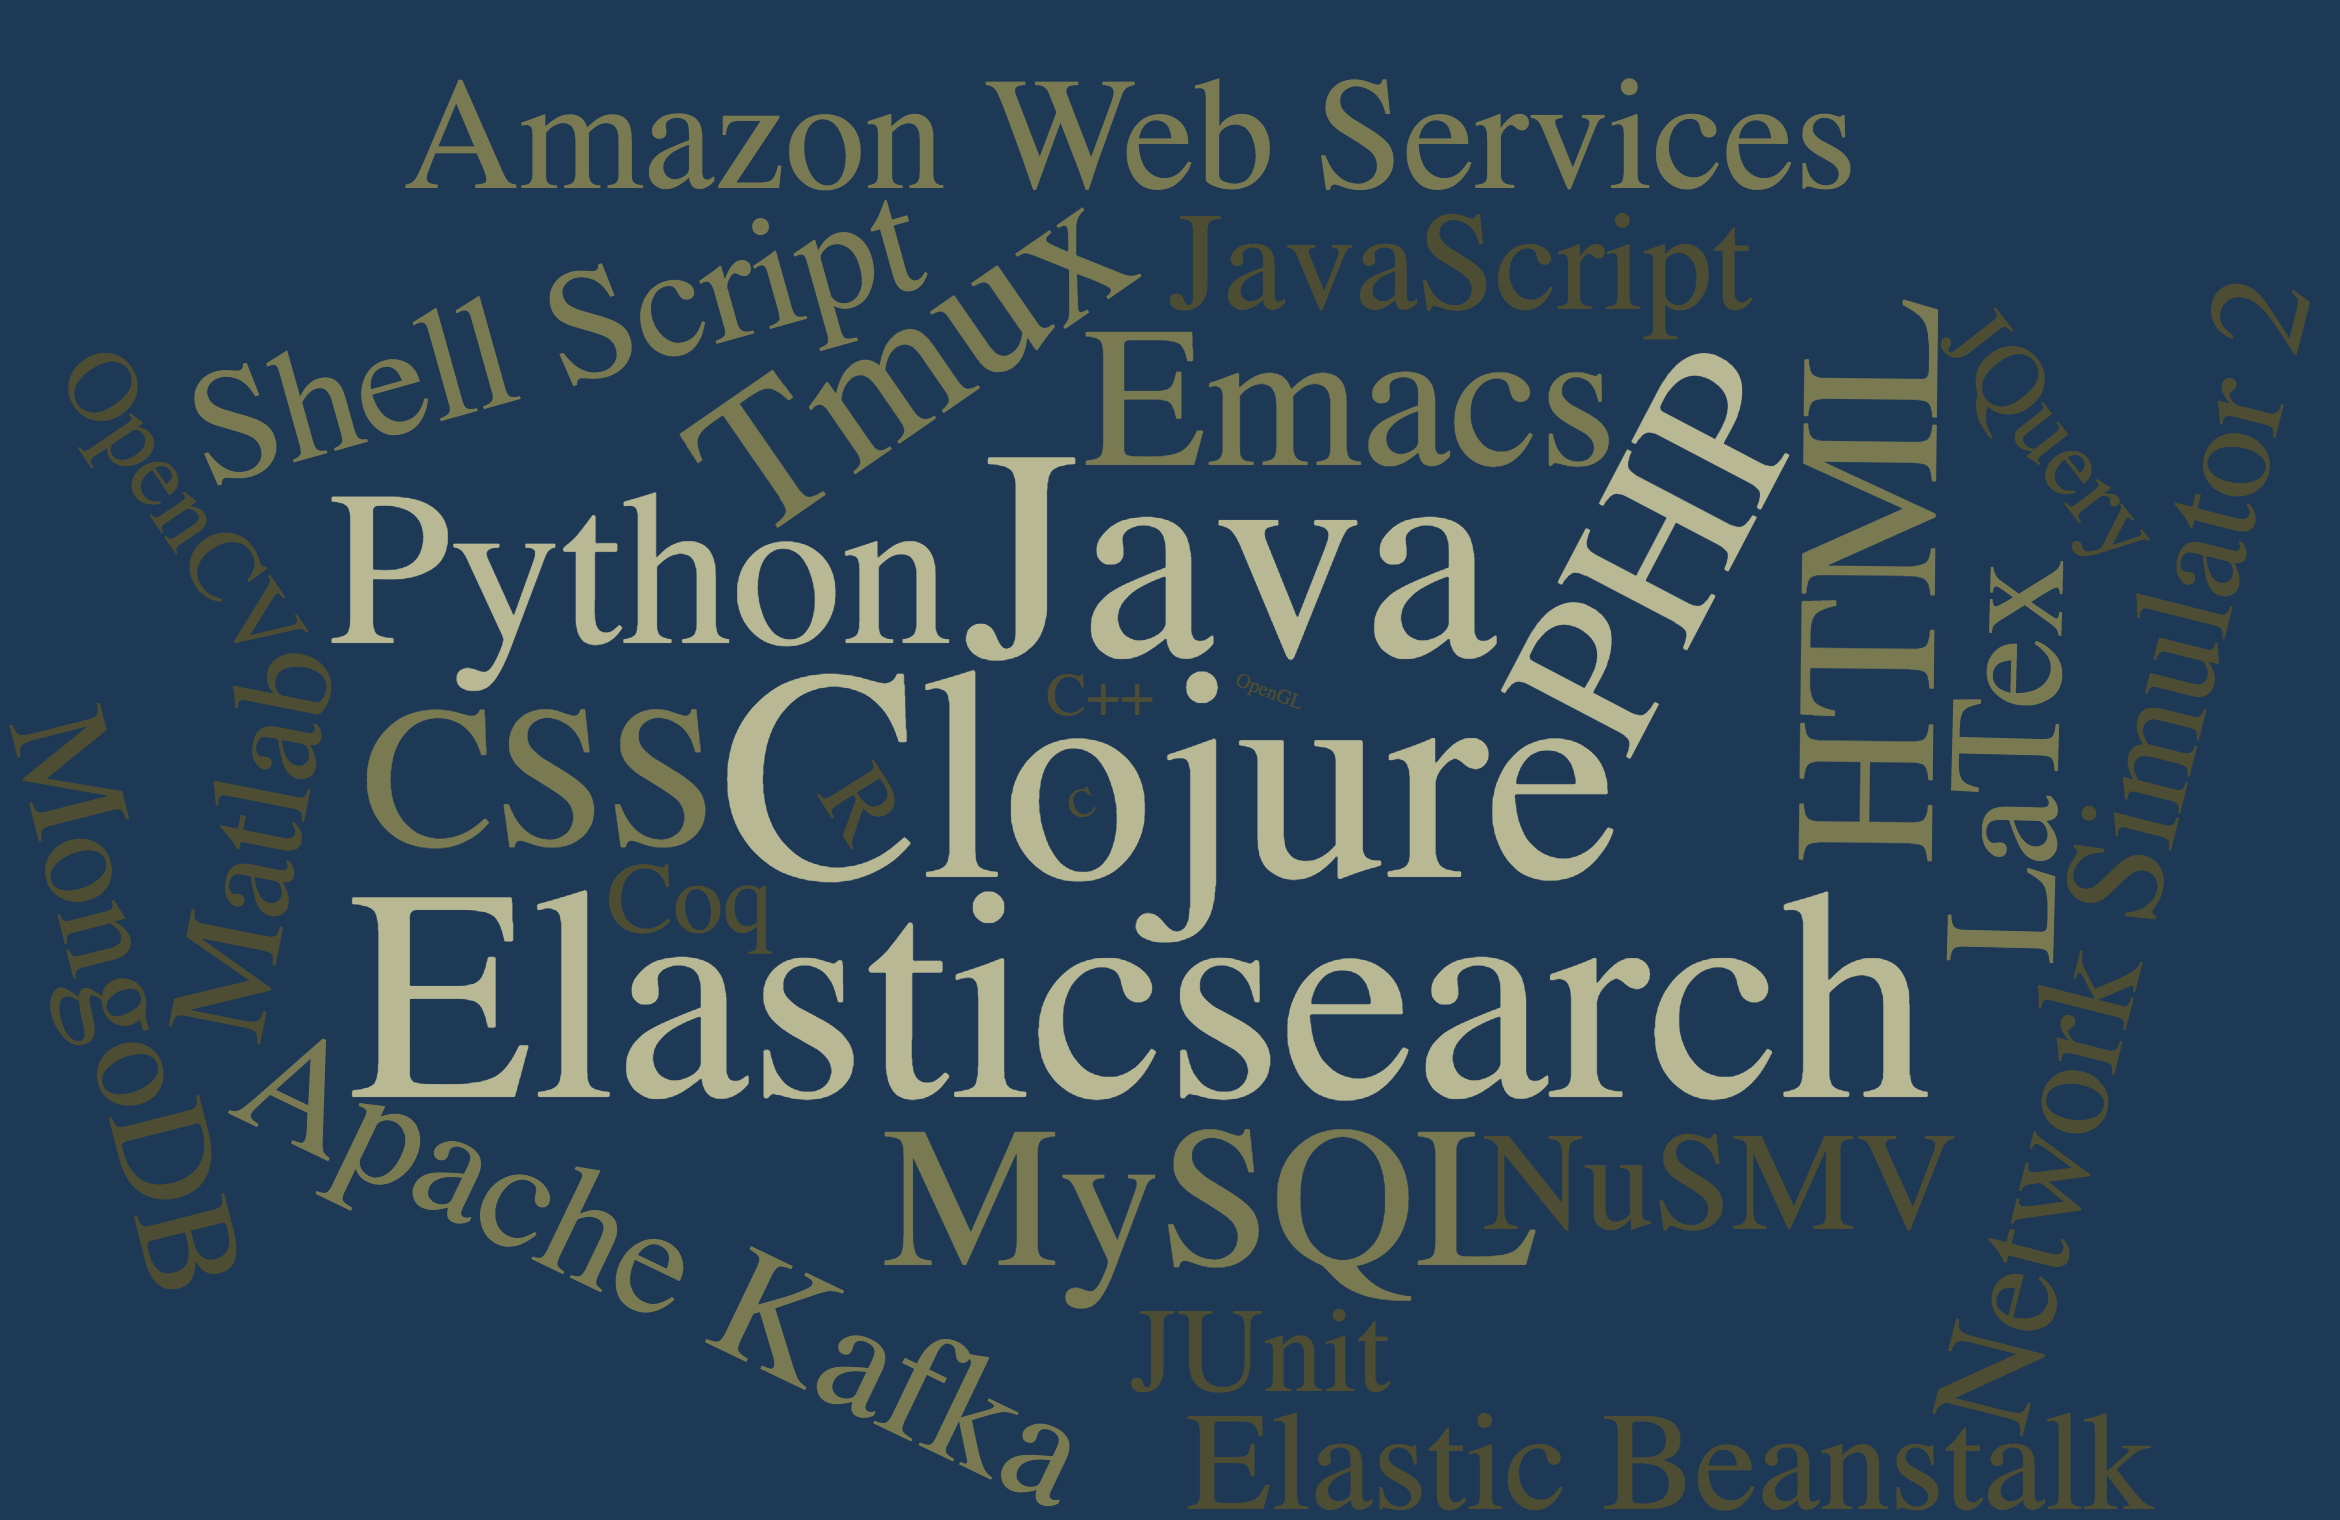 Amazon Web Services
Shell Script
Tmux
JavaScript
Emacs
OpenCV
Python
Java
PHP
HTML
JQuery
Network Simulator 2
LaTex
Matlab
MongoDB
CSS
Clojure
C++
OpenGL
R
C
Coq
Elasticsearch
Apache Kafka
MySQL
NuSMV
JUnit
Elastic Beanstalk